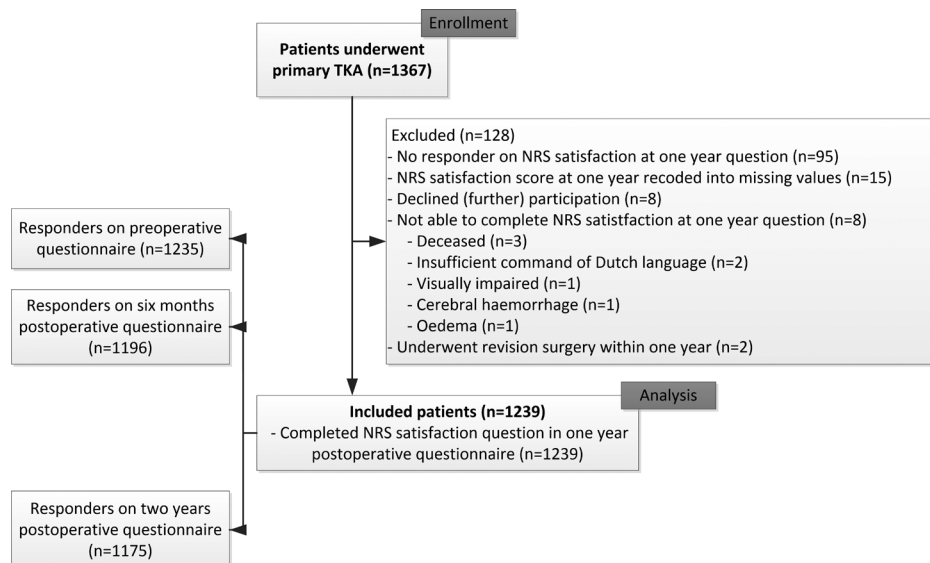 Enrollment
Patients underwent
primary TKA (n=1367)
Excluded (n=128)
- No responder on NRS satisfaction at one year question (n=95)
- NRS satisfaction score at one year recoded into missing values (n=15)
- Declined (further) participation (n=8)
- Not able to complete NRS satistfaction at one year question (n=8)
- Deceased (n=3)
- Insufficient command of Dutch language (n=2)
- Visually impaired (n=1)
- Cerebral haemorrhage (n=1)
- Oedema (n=1)
- Underwent revision surgery within one year (n=2)
Responders on preoperative
questionnaire (n=1235)
Responders on six months
postoperative questionnaire
(n=1196)
Analysis
Included patients (n=1239)
- Completed NRS satisfaction question in one year
postoperative questionnaire (n=1239)
Responders on two years
postoperative questionnaire
(n=1175)